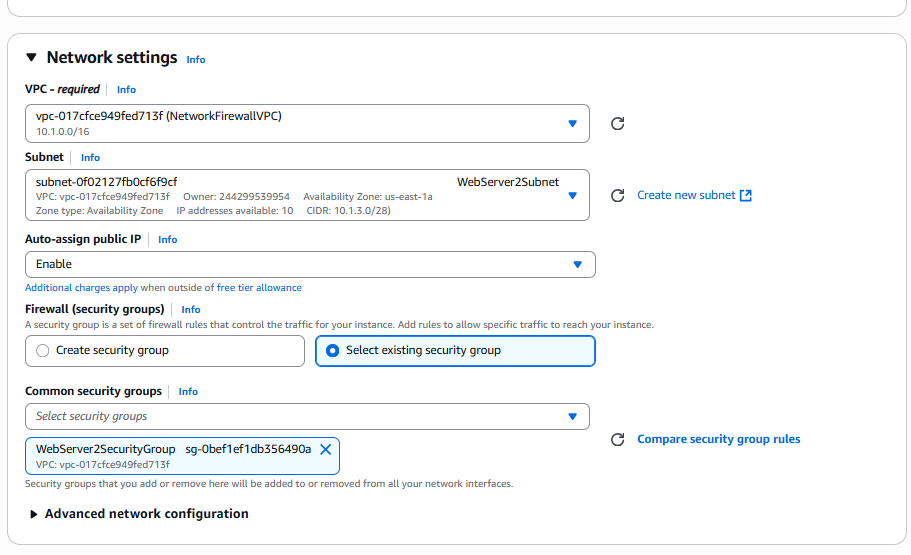 Network settings Info
VPC - required Info
vpc-017cfce949fed713f (NetworkFirewallVPC)
10.1.0.0/16
Subnet Info
subnet-0f02127fb0cf6f9cf WebServer2Subnet
VPC: vpc-017cfce949fed713f Owner: 244299539954 Availability Zone: us-east-1a
Zone type: Availability Zone IP addresses available: 10 CIDR: 10.1.3.0/28)
Create new subnet
Auto-assign public IP Info
Enable
Additional charges apply when outside of free tier allowance
Firewall (security groups) Info
A security group is a set of firewall rules that control the traffic for your instance. Add rules to allow specific traffic to reach your instance.
Create security group
Select existing security group
Common security groups Info
Select security groups
WebServer2SecurityGroup sg-0bef1ef1db356490a
VPC: vpc-017cfce949fed713f
Compare security group rules
Security groups that you add or remove here will be added to or removed from all your network interfaces.
Advanced network configuration